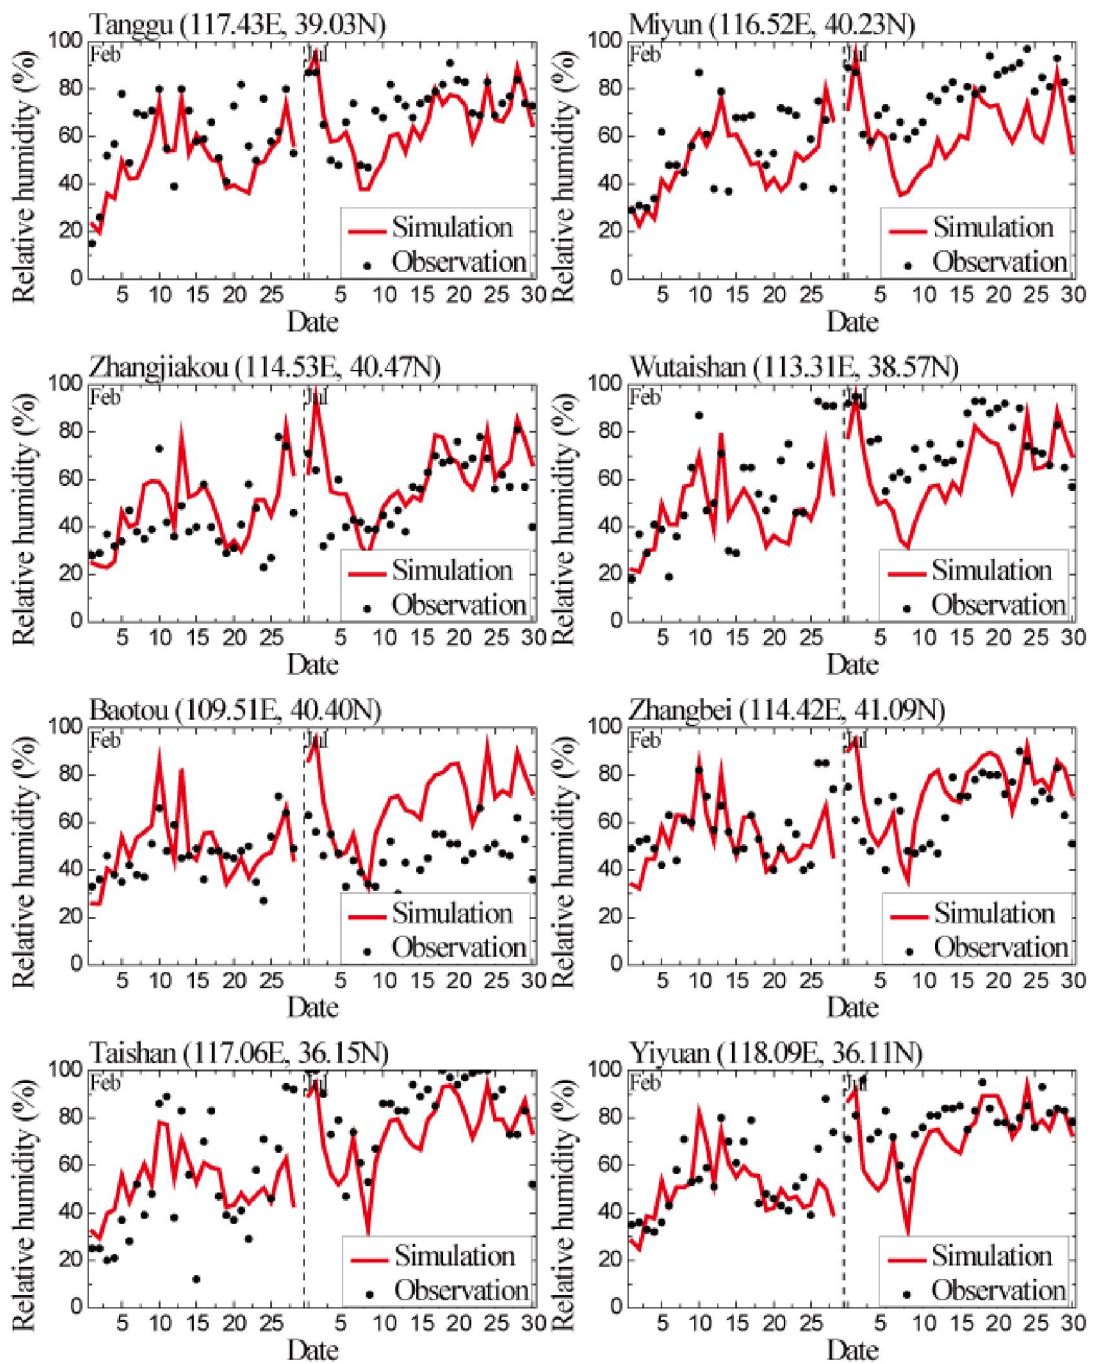 Tanggu (117.43E, 39.03N)
Relative humidity (%)
100
80
60
40
20
0
Feb
Jul
Simulation
Observation
5 10 15 20 25 5 10 15 20 25 30
Date
Miyun (116.52E, 40.23N)
Relative humidity (%)
100
80
60
40
20
0
Feb
Jul
Simulation
Observation
5 10 15 20 25 5 10 15 20 25 30
Date
Zhangjiakou (114.53E, 40.47N)
Relative humidity (%)
100
80
60
40
20
0
Feb
Jul
Simulation
Observation
5 10 15 20 25 5 10 15 20 25 30
Date
Wutaishan (113.31E, 38.57N)
Relative humidity (%)
100
80
60
40
20
0
Feb
Jul
Simulation
Observation
5 10 15 20 25 5 10 15 20 25 30
Date
Baotou (109.51E, 40.40N)
Relative humidity (%)
100
80
60
40
20
0
Feb
Jul
Simulation
Observation
5 10 15 20 25 5 10 15 20 25 30
Date
Zhangbei (114.42E, 41.09N)
Relative humidity (%)
100
80
60
40
20
0
Feb
Jul
Simulation
Observation
5 10 15 20 25 5 10 15 20 25 30
Date
Taishan (117.06E, 36.15N)
Relative humidity (%)
100
80
60
40
20
0
Feb
Jul
Simulation
Observation
5 10 15 20 25 5 10 15 20 25 30
Date
Yiyuan (118.09E, 36.11N)
Relative humidity (%)
100
80
60
40
20
0
Feb
Jul
Simulation
Observation
5 10 15 20 25 5 10 15 20 25 30
Date